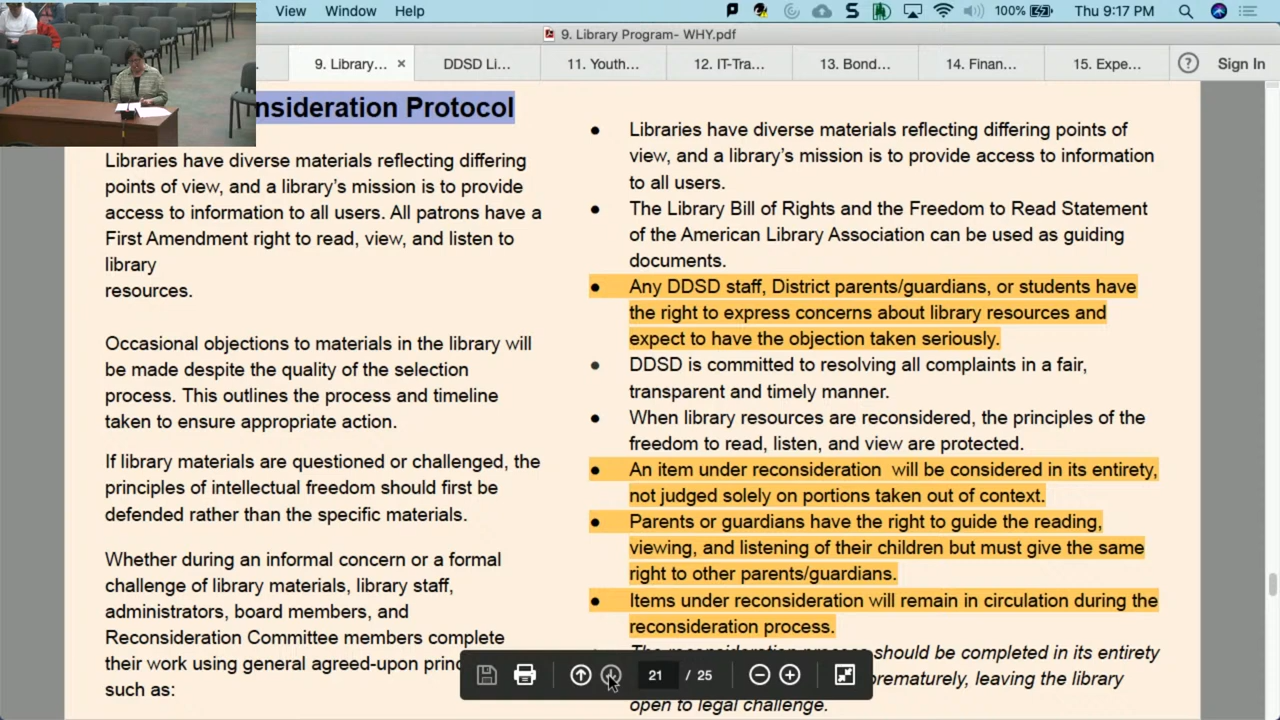 View Window Help
100% Thu 9:17 PM
9. Library Program- WHY.pdf
9. Library... × DDSD Li... 11. Youth... 12. IT-Tra... 13. Bond... 14. Finan... 15. Expe... ? Sign In
nsideration Protocol
Libraries have diverse materials reflecting differing
points of view, and a library's mission is to provide
access to information to all users. All patrons have a
First Amendment right to read, view, and listen to
library
resources.
Occasional objections to materials in the library will
be made despite the quality of the selection
process. This outlines the process and timeline
taken to ensure appropriate action.
If library materials are questioned or challenged, the
principles of intellectual freedom should first be
defended rather than the specific materials.
Whether during an informal concern or a formal
challenge of library materials, library staff,
administrators, board members, and
Reconsideration Committee members complete
their work using general agreed-upon princ
such as:
● Libraries have diverse materials reflecting differing points of
view, and a library's mission is to provide access to information
to all users.
● The Library Bill of Rights and the Freedom to Read Statement
of the American Library Association can be used as guiding
documents.
● Any DDSD staff, District parents/guardians, or students have
the right to express concerns about library resources and
expect to have the objection taken seriously.
● DDSD is committed to resolving all complaints in a fair,
transparent and timely manner.
● When library resources are reconsidered, the principles of the
freedom to read, listen, and view are protected.
● An item under reconsideration will be considered in its entirety,
not judged solely on portions taken out of context.
● Parents or guardians have the right to guide the reading,
viewing, and listening of their children but must give the same
right to other parents/guardians.
● Items under reconsideration will remain in circulation during the
reconsideration process.
The reconsideration process should be completed in its entirety
prematurely, leaving the library
open to legal challenge.
21 / 25